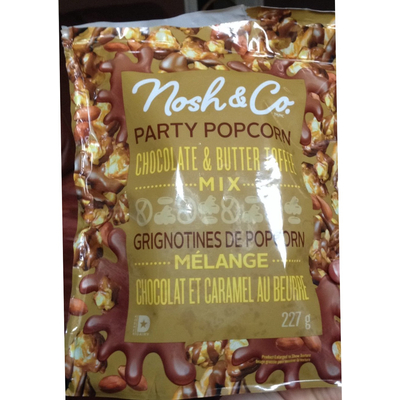 Nosh & Co.
PARTY POPCORN
CHOCOLATE & BUTTER TOFFEE
MIX
GRIGNOTINES DE POPCORN
MÉLANGE
CHOCOLAT ET CARAMEL AU BEURRE
227 g